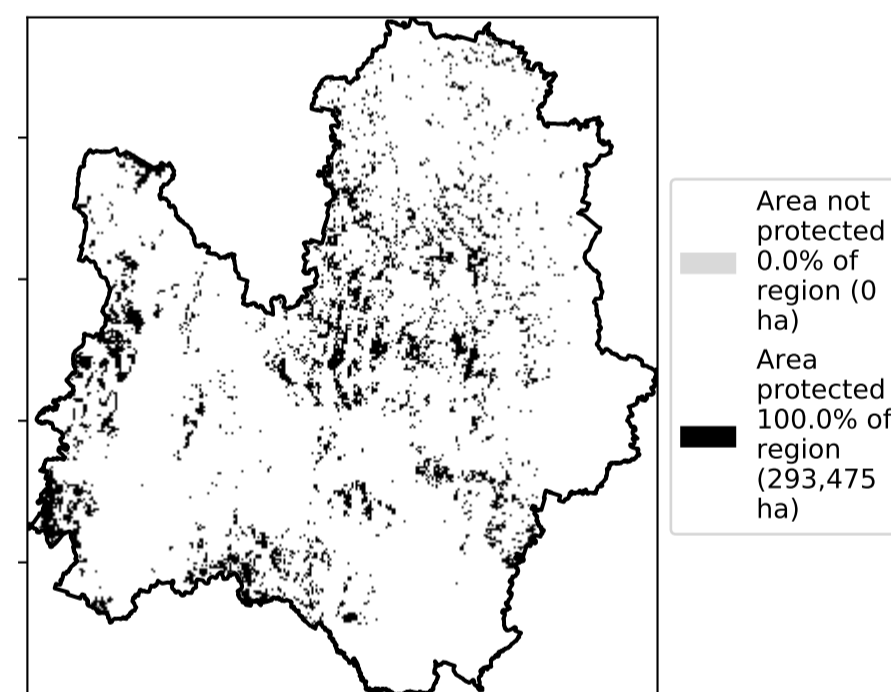 Area not
protected
0.0% of
region (0
ha)
Area
protected
100.0% of
region
(293,475
ha)